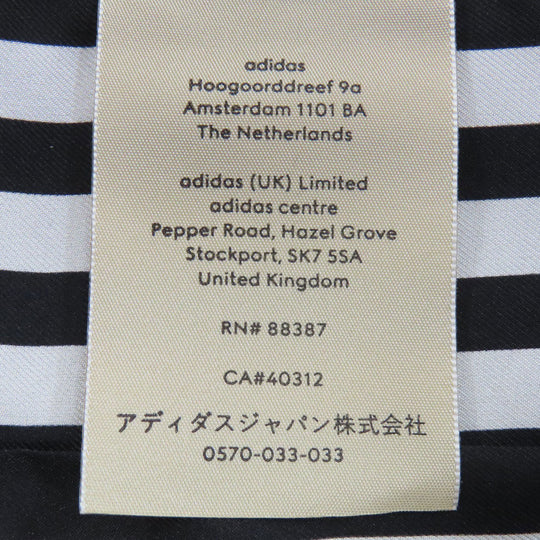 adidas
Hoogoorddreef 9a
Amsterdam 1101 BA
The Netherlands
adidas (UK) Limited
adidas centre
Pepper Road, Hazel Grove
Stockport, SK7 5SA
United Kingdom
RN# 88387
CA#40312
アディダスジャパン株式会社
0570-033-033